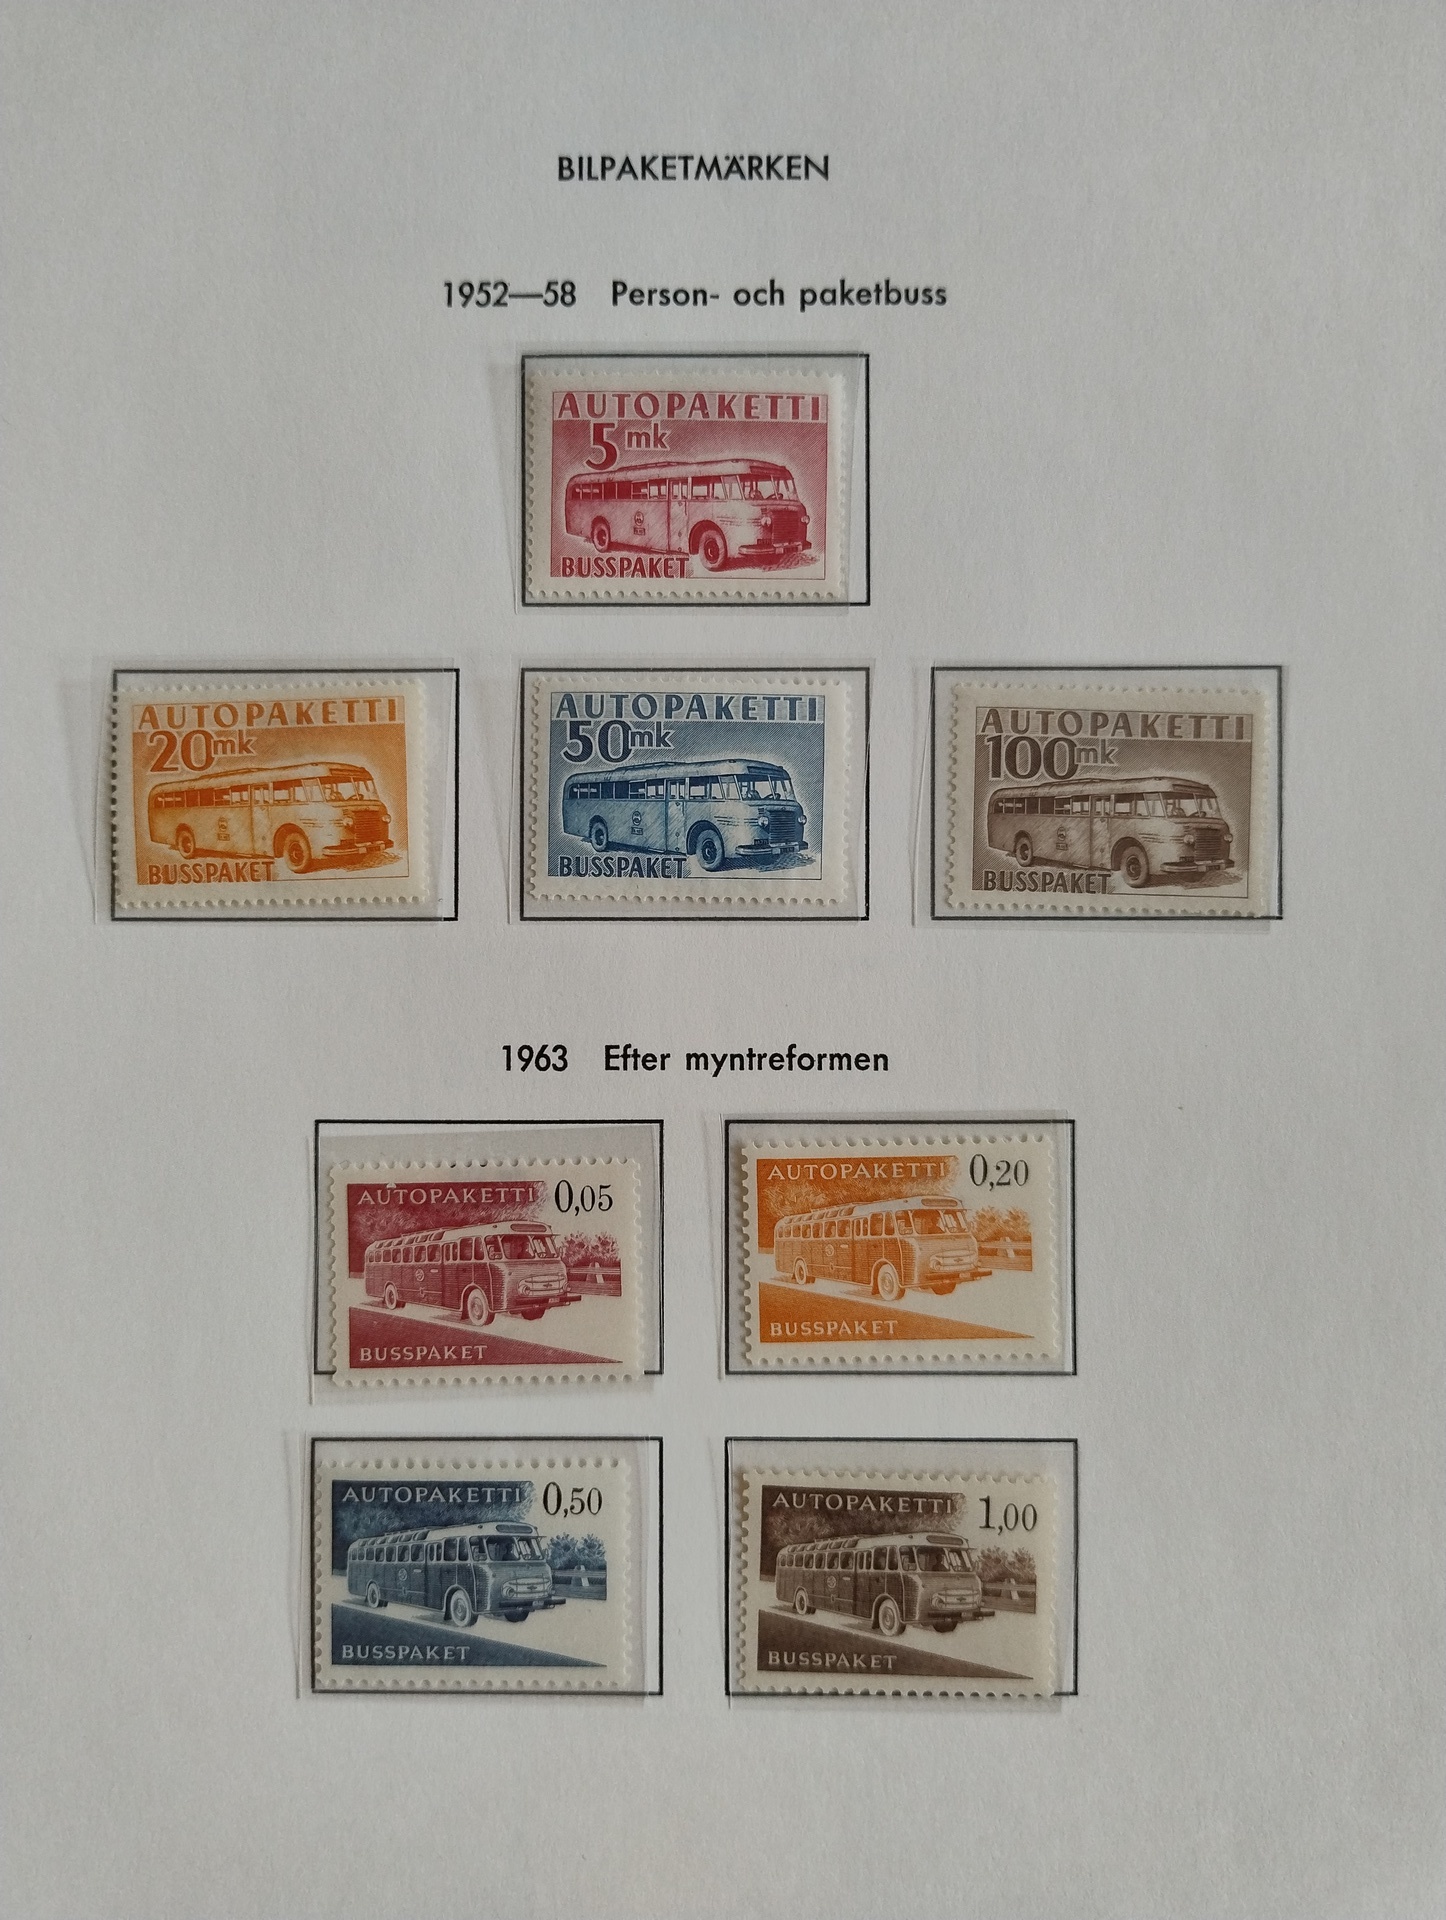 BILPAKETMÄRKEN
1952—58 Person- och paketbuss
AUTOPAKETTI
5 mk
BUSSPAKET
AUTOPAKETTI
20 mk
BUSSPAKET
AUTOPAKETTI
50 mk
BUSSPAKET
AUTOPAKETTI
100 mk
BUSSPAKET
1963 Efter myntreformen
AUTOPAKETTI 0,05
BUSSPAKET
AUTOPAKETTI 0,20
BUSSPAKET
AUTOPAKETTI 0,50
BUSSPAKET
AUTOPAKETTI 1,00
BUSSPAKET